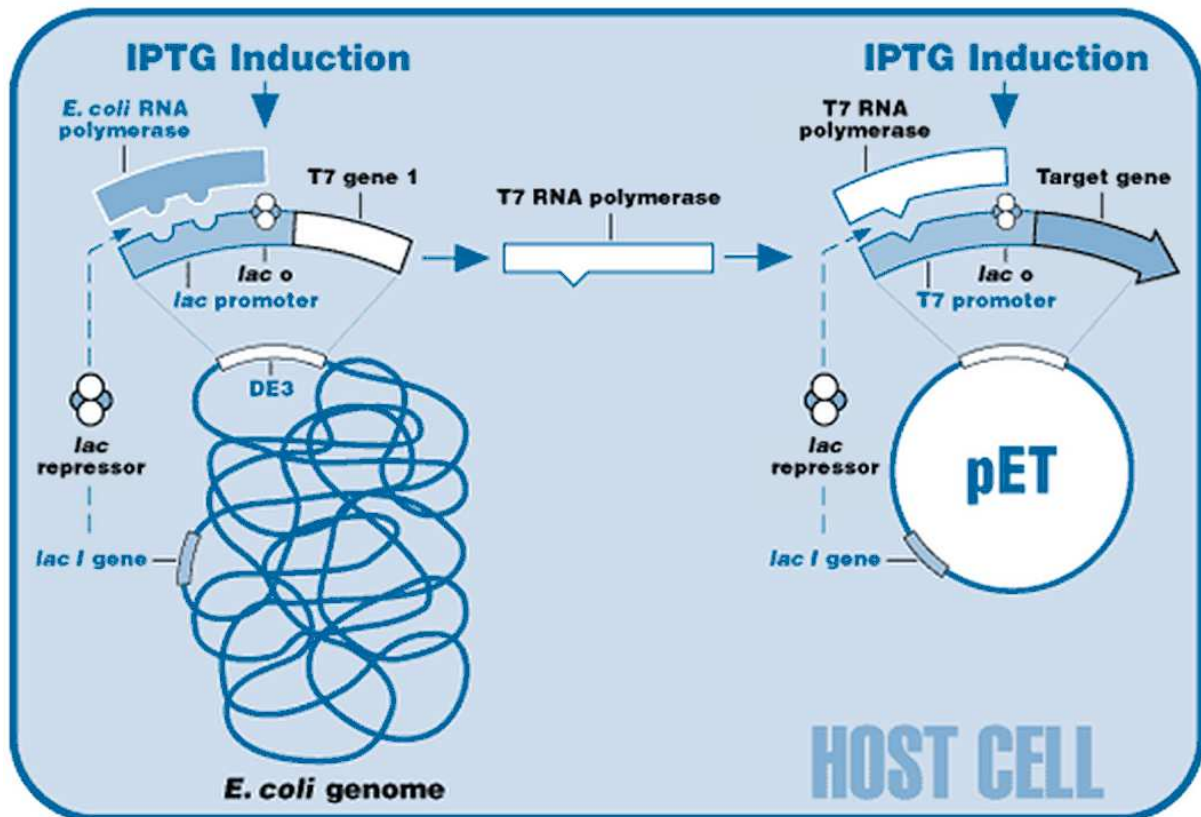 IPTG Induction
E. coli RNA
polymerase
T7 gene 1
lac o
lac promoter
DE3
lac
repressor
lac I gene
E. coli genome
T7 RNA polymerase
IPTG Induction
T7 RNA
polymerase
Target gene
lac o
T7 promoter
lac
repressor
pET
lac I gene
HOST CELL